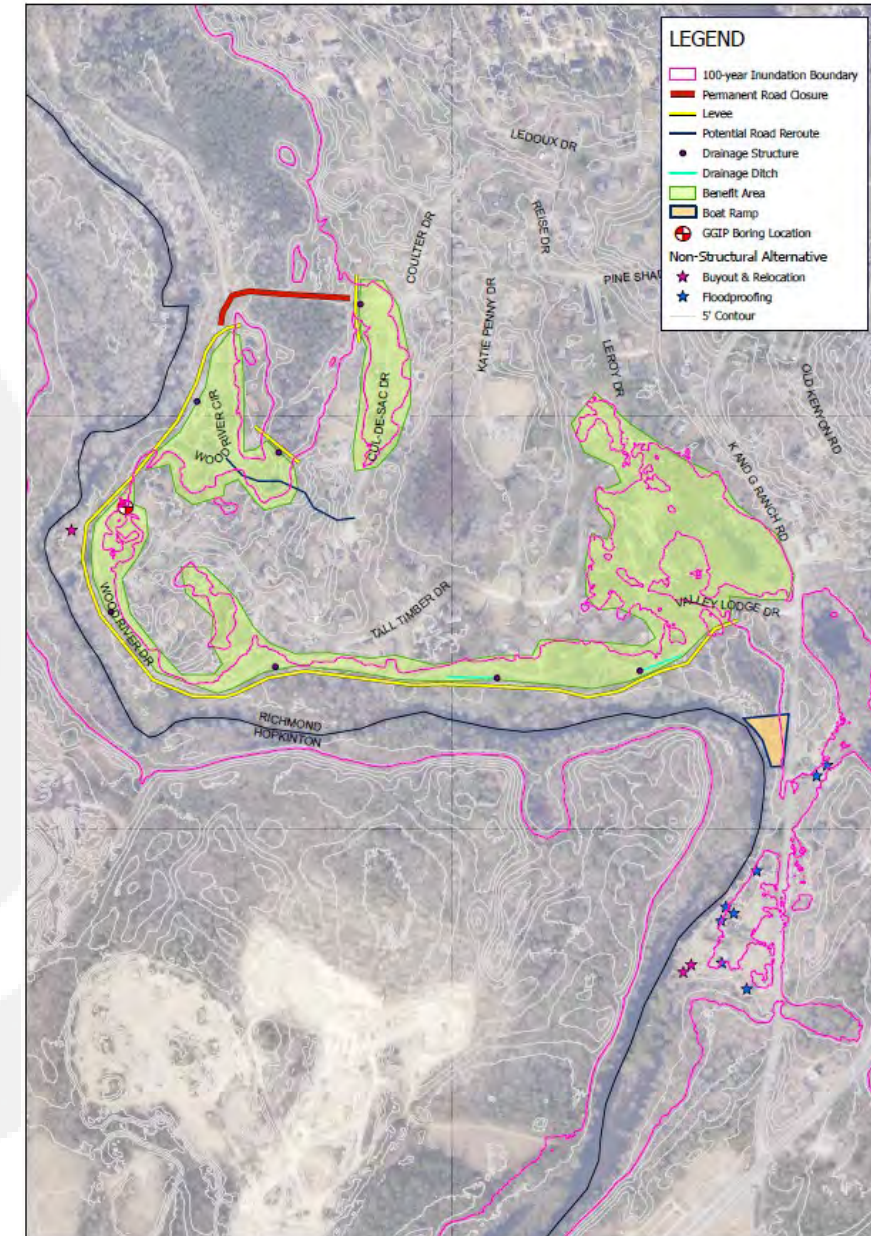 LEGEND
100-year Inundation Boundary
Permanent Road Closure
Levee
Potential Road Reroute
Drainage Structure
Drainage Ditch
Benefit Area
Boat Ramp
GGIP Boring Location
Non-Structural Alternative
Buyout & Relocation
Floodproofing
5' Contour
LEDOUX DR
REISE DR
COULTER DR
PINE SHAD
KATIE PENNY DR
LEROY DR
OLD KENYON RD
CUL-DE-SAC DR
WOOD RIVER CIR
K AND G RANCH RD
VALLEY LODGE DR
TALL TIMBER DR
WOOD RIVER DR
RICHMOND
HOPKINTON